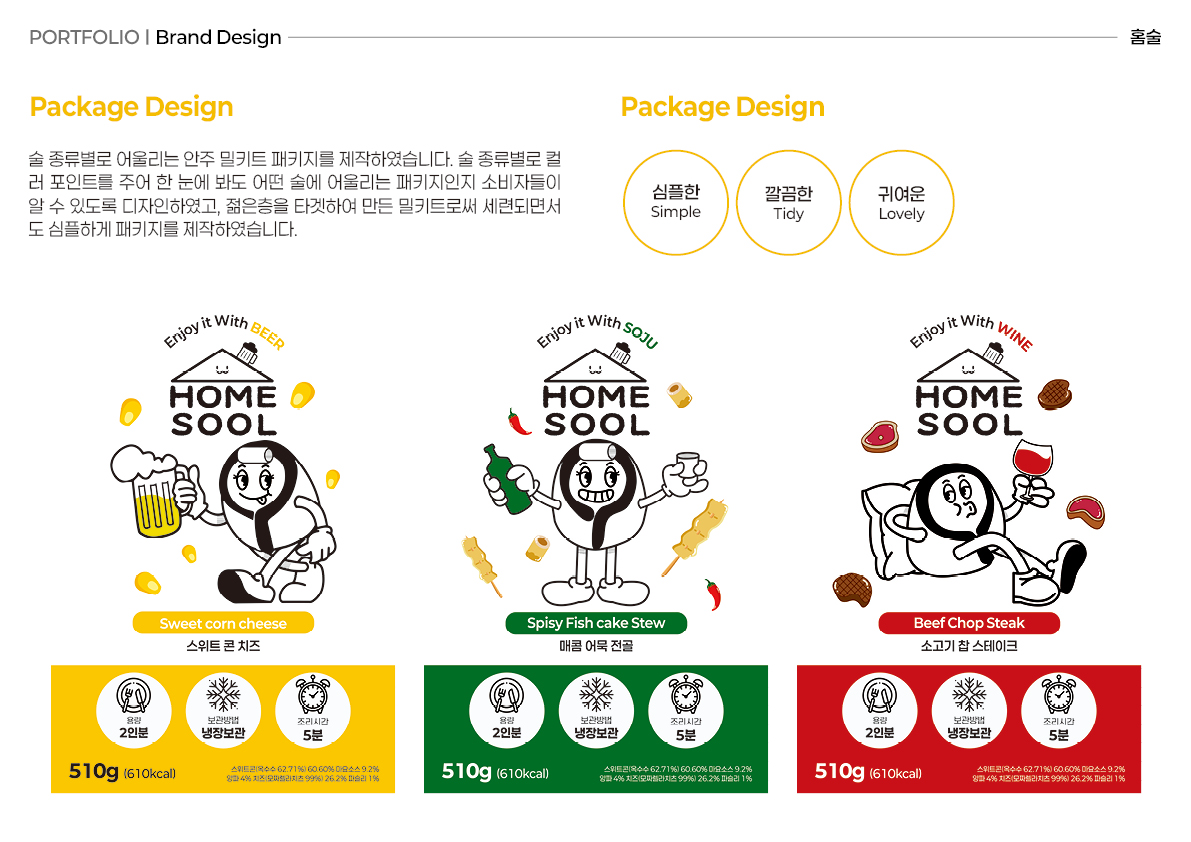 PORTFOLIO | Brand Design
홈술
Package Design
술 종류별로 어울리는 안주 밀키트 패키지를 제작하였습니다. 술 종류별로 컬
러 포인트를 주어 한 눈에 봐도 어떤 술에 어울리는 패키지인지 소비자들이
알 수 있도록 디자인하였고, 젊은층을 타겟하여 만든 밀키트로써 세련되면서
도 심플하게 패키지를 제작하였습니다.
Package Design
심플한
Simple
깔끔한
Tidy
귀여운
Lovely
Enjoy it With BEER
HOME
SOOL
Sweet corn cheese
스위트 콘 치즈
용량
2인분
보관방법
냉장보관
조리시간
5분
510g (610kcal)
스위트콘(옥수수 62.71%) 60.60% 마요소스 9.2%
양파 4% 치즈(모짜렐라치츠 99%) 26.2% 파슬리 1%
Enjoy it With SOJU
HOME
SOOL
Spisy Fish cake Stew
매콤 어묵 전골
용량
2인분
보관방법
냉장보관
조리시간
5분
510g (610kcal)
스위트콘(옥수수 62.71%) 60.60% 마요소스 9.2%
양파 4% 치즈(모짜렐라치츠 99%) 26.2% 파슬리 1%
Enjoy it With WINE
HOME
SOOL
Beef Chop Steak
소고기 찹 스테이크
용량
2인분
보관방법
냉장보관
조리시간
5분
510g (610kcal)
스위트콘(옥수수 62.71%) 60.60% 마요소스 9.2%
양파 4% 치즈(모짜렐라치츠 99%) 26.2% 파슬리 1%